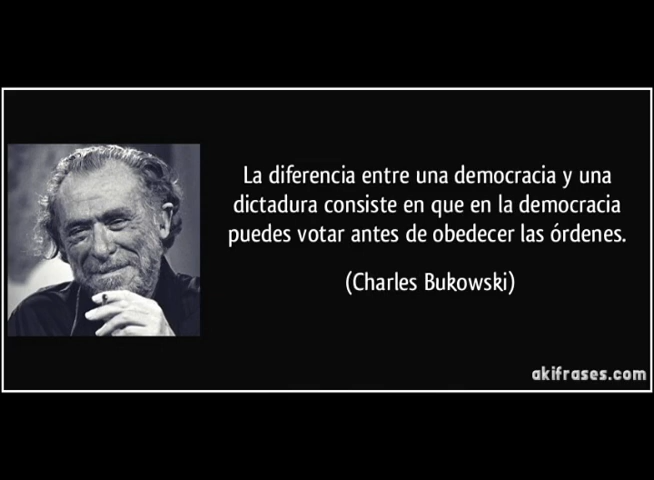 La diferencia entre una democracia y una
dictadura consiste en que en la democracia
puedes votar antes de obedecer las órdenes.
(Charles Bukowski)
akifrases.com